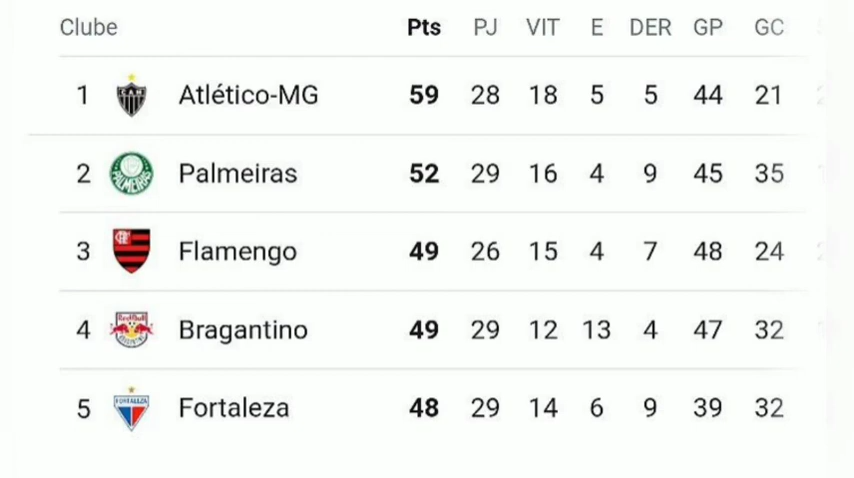 Clube Pts PJ VIT E DER GP GC
1 Atlético-MG 59 28 18 5 5 44 21
2 Palmeiras 52 29 16 4 9 45 35
3 Flamengo 49 26 15 4 7 48 24
4 Bragantino 49 29 12 13 4 47 32
5 Fortaleza 48 29 14 6 9 39 32